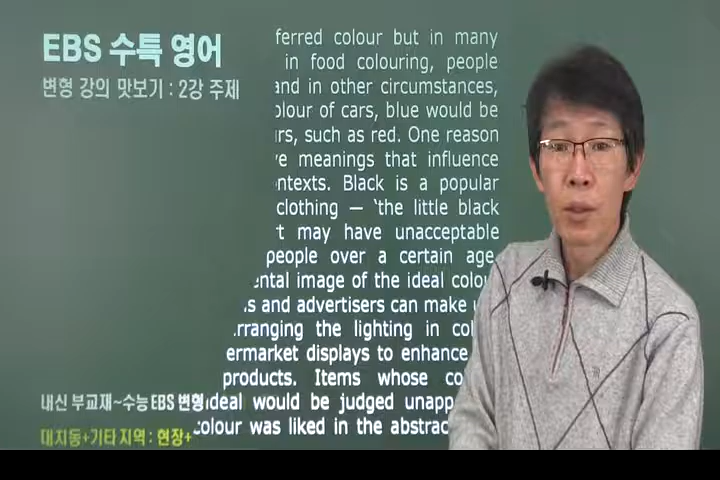 EBS 수특 영어
변형 강의 맛보기 : 2강 주제
ferred colour but in many
in food colouring, people
and in other circumstances,
olour of cars, blue would be
irs, such as red. One reason
ve meanings that influence
ntexts. Black is a popular
clothing — ‘the little black
t may have unacceptable
people over a certain age.
ental image of the ideal colou
s and advertisers can make u
rranging the lighting in col
ermarket displays to enhance
products. Items whose co
ideal would be judged unapp
colour was liked in the abstrac
내신 부교재~수능 EBS 변형
대치동+기타 지역 : 현장+